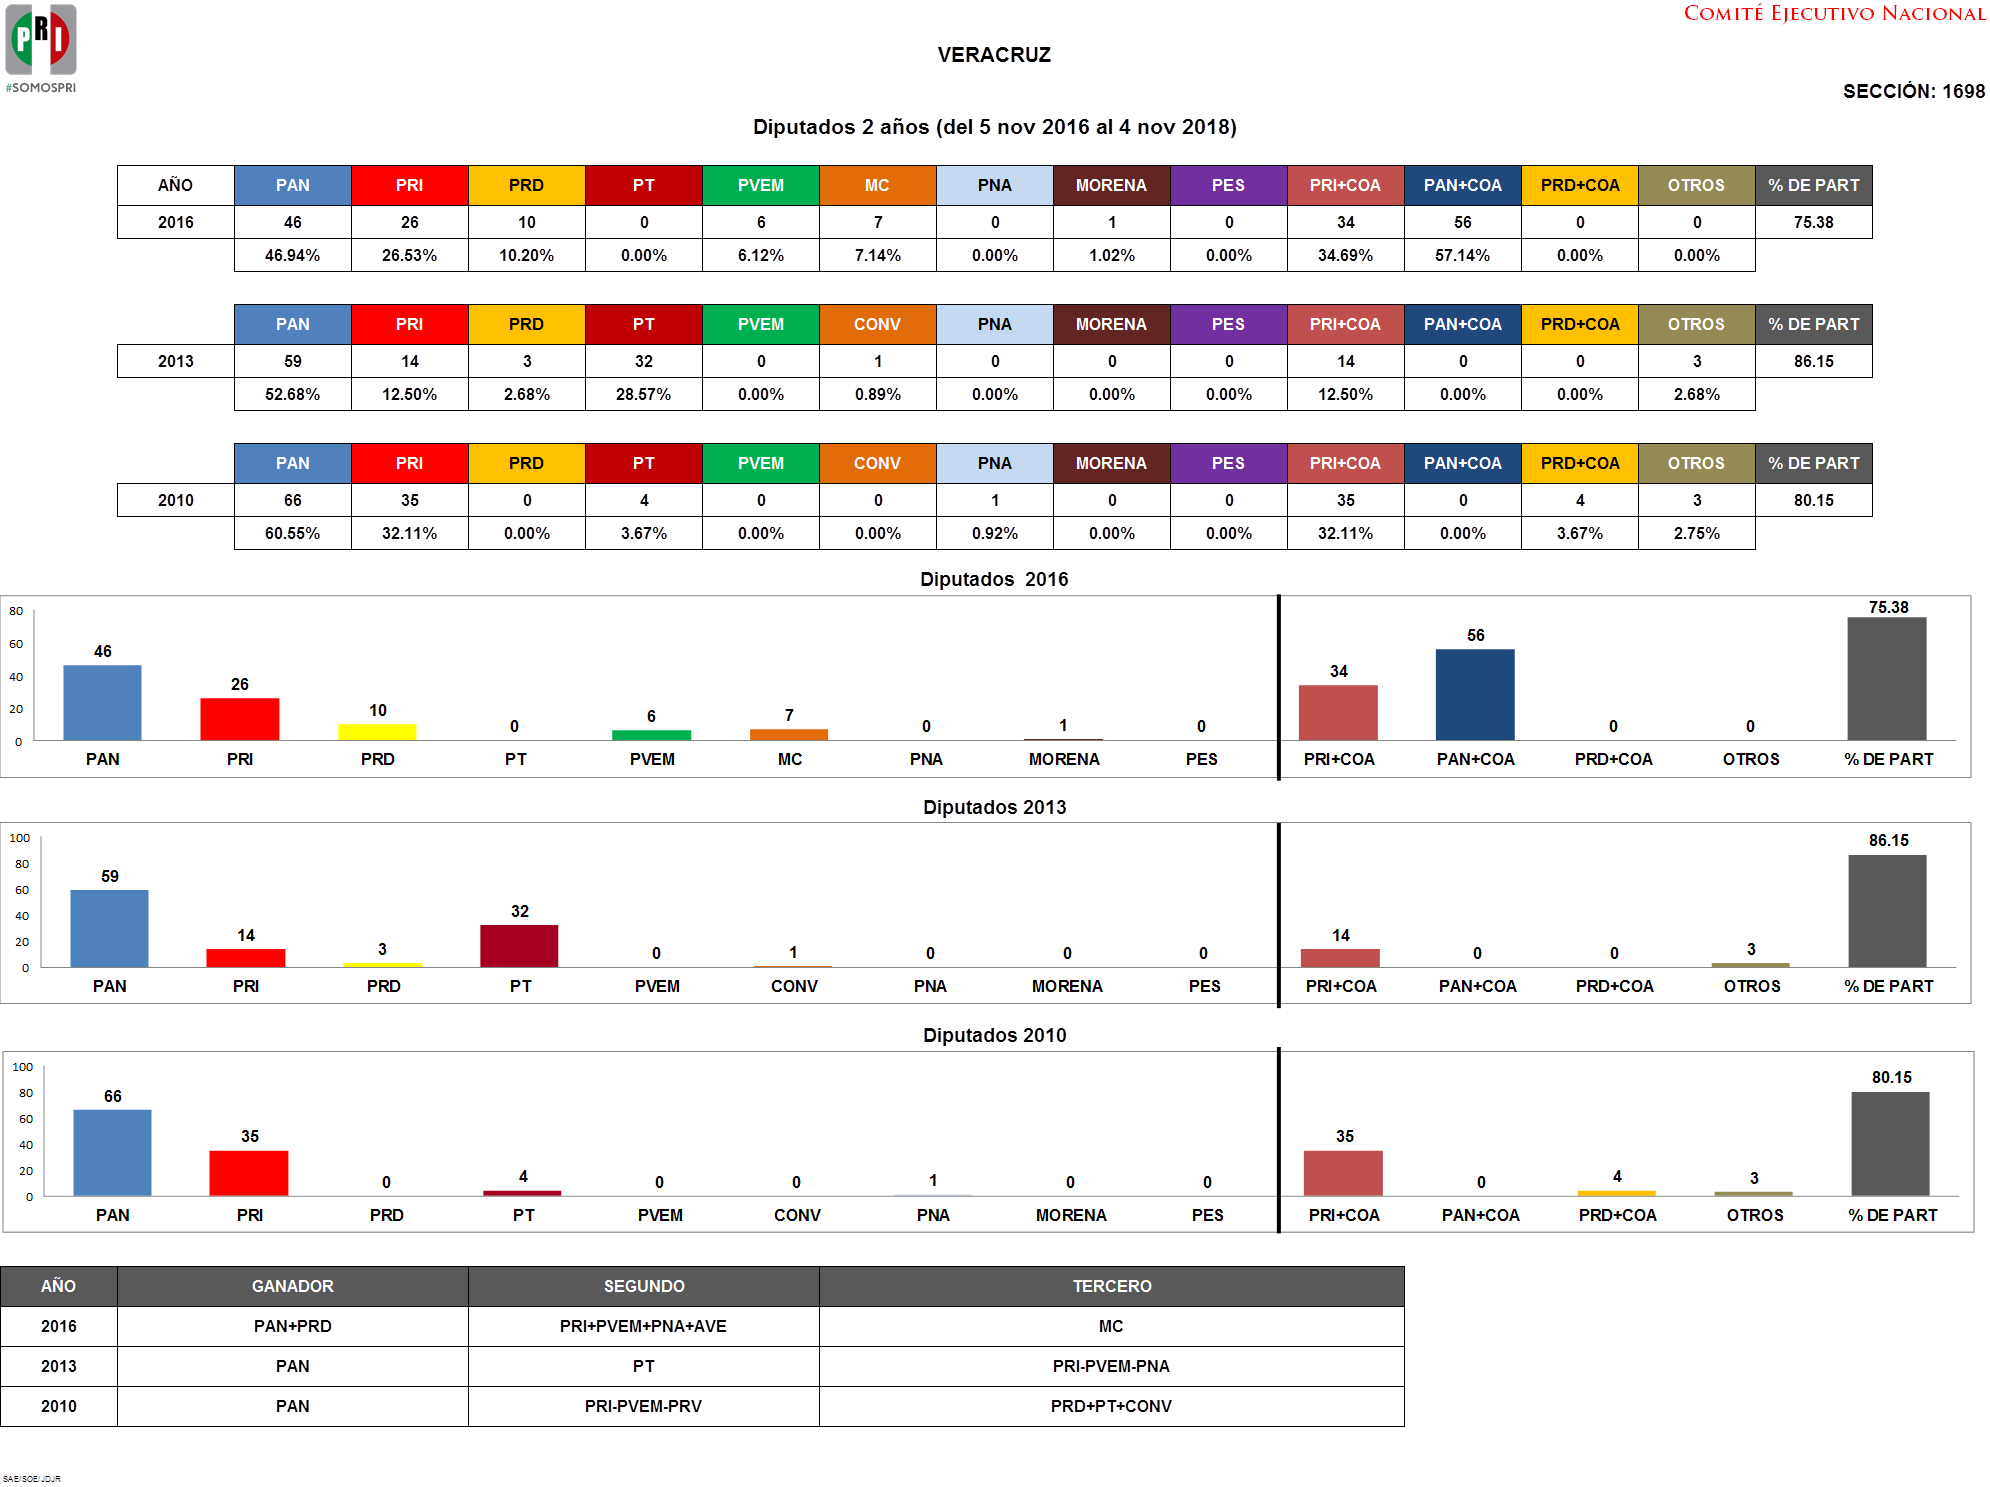 PRI
#SOMOSPRI
COMITÉ EJECUTIVO NACIONAL
VERACRUZ
SECCIÓN: 1698
Diputados 2 años (del 5 nov 2016 al 4 nov 2018)
AÑO PAN PRI PRD PT PVEM MC PNA MORENA PES PRI+COA PAN+COA PRD+COA OTROS % DE PART
2016 46 26 10 0 6 7 0 1 0 34 56 0 0 75.38
46.94% 26.53% 10.20% 0.00% 6.12% 7.14% 0.00% 1.02% 0.00% 34.69% 57.14% 0.00% 0.00%
PAN PRI PRD PT PVEM CONV PNA MORENA PES PRI+COA PAN+COA PRD+COA OTROS % DE PART
2013 59 14 3 32 0 1 0 0 0 14 0 0 3 86.15
52.68% 12.50% 2.68% 28.57% 0.00% 0.89% 0.00% 0.00% 0.00% 12.50% 0.00% 0.00% 2.68%
PAN PRI PRD PT PVEM CONV PNA MORENA PES PRI+COA PAN+COA PRD+COA OTROS % DE PART
2010 66 35 0 4 0 0 1 0 0 35 0 4 3 80.15
60.55% 32.11% 0.00% 3.67% 0.00% 0.00% 0.92% 0.00% 0.00% 32.11% 0.00% 3.67% 2.75%
Diputados 2016
80
60
40
20
0
46 26 10 0 6 7 0 1 0 34 56 0 0 75.38
PAN PRI PRD PT PVEM MC PNA MORENA PES PRI+COA PAN+COA PRD+COA OTROS % DE PART
Diputados 2013
100
80
60
40
20
0
59 14 3 32 0 1 0 0 0 14 0 0 3 86.15
PAN PRI PRD PT PVEM CONV PNA MORENA PES PRI+COA PAN+COA PRD+COA OTROS % DE PART
Diputados 2010
100
80
60
40
20
0
66 35 0 4 0 0 1 0 0 35 0 4 3 80.15
PAN PRI PRD PT PVEM CONV PNA MORENA PES PRI+COA PAN+COA PRD+COA OTROS % DE PART
AÑO GANADOR SEGUNDO TERCERO
2016 PAN+PRD PRI+PVEM+PNA+AVE MC
2013 PAN PT PRI-PVEM-PNA
2010 PAN PRI-PVEM-PRV PRD+PT+CONV
SAE/SOE/JDJR